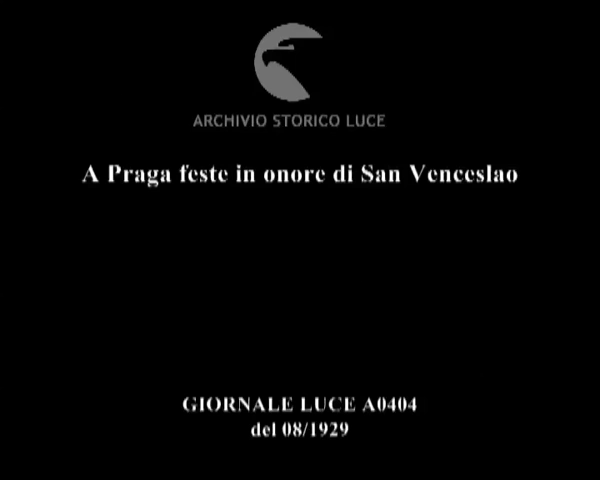 ARCHIVIO STORICO LUCE
A Praga feste in onore di San Venceslao
GIORNALE LUCE A0404
del 08/1929